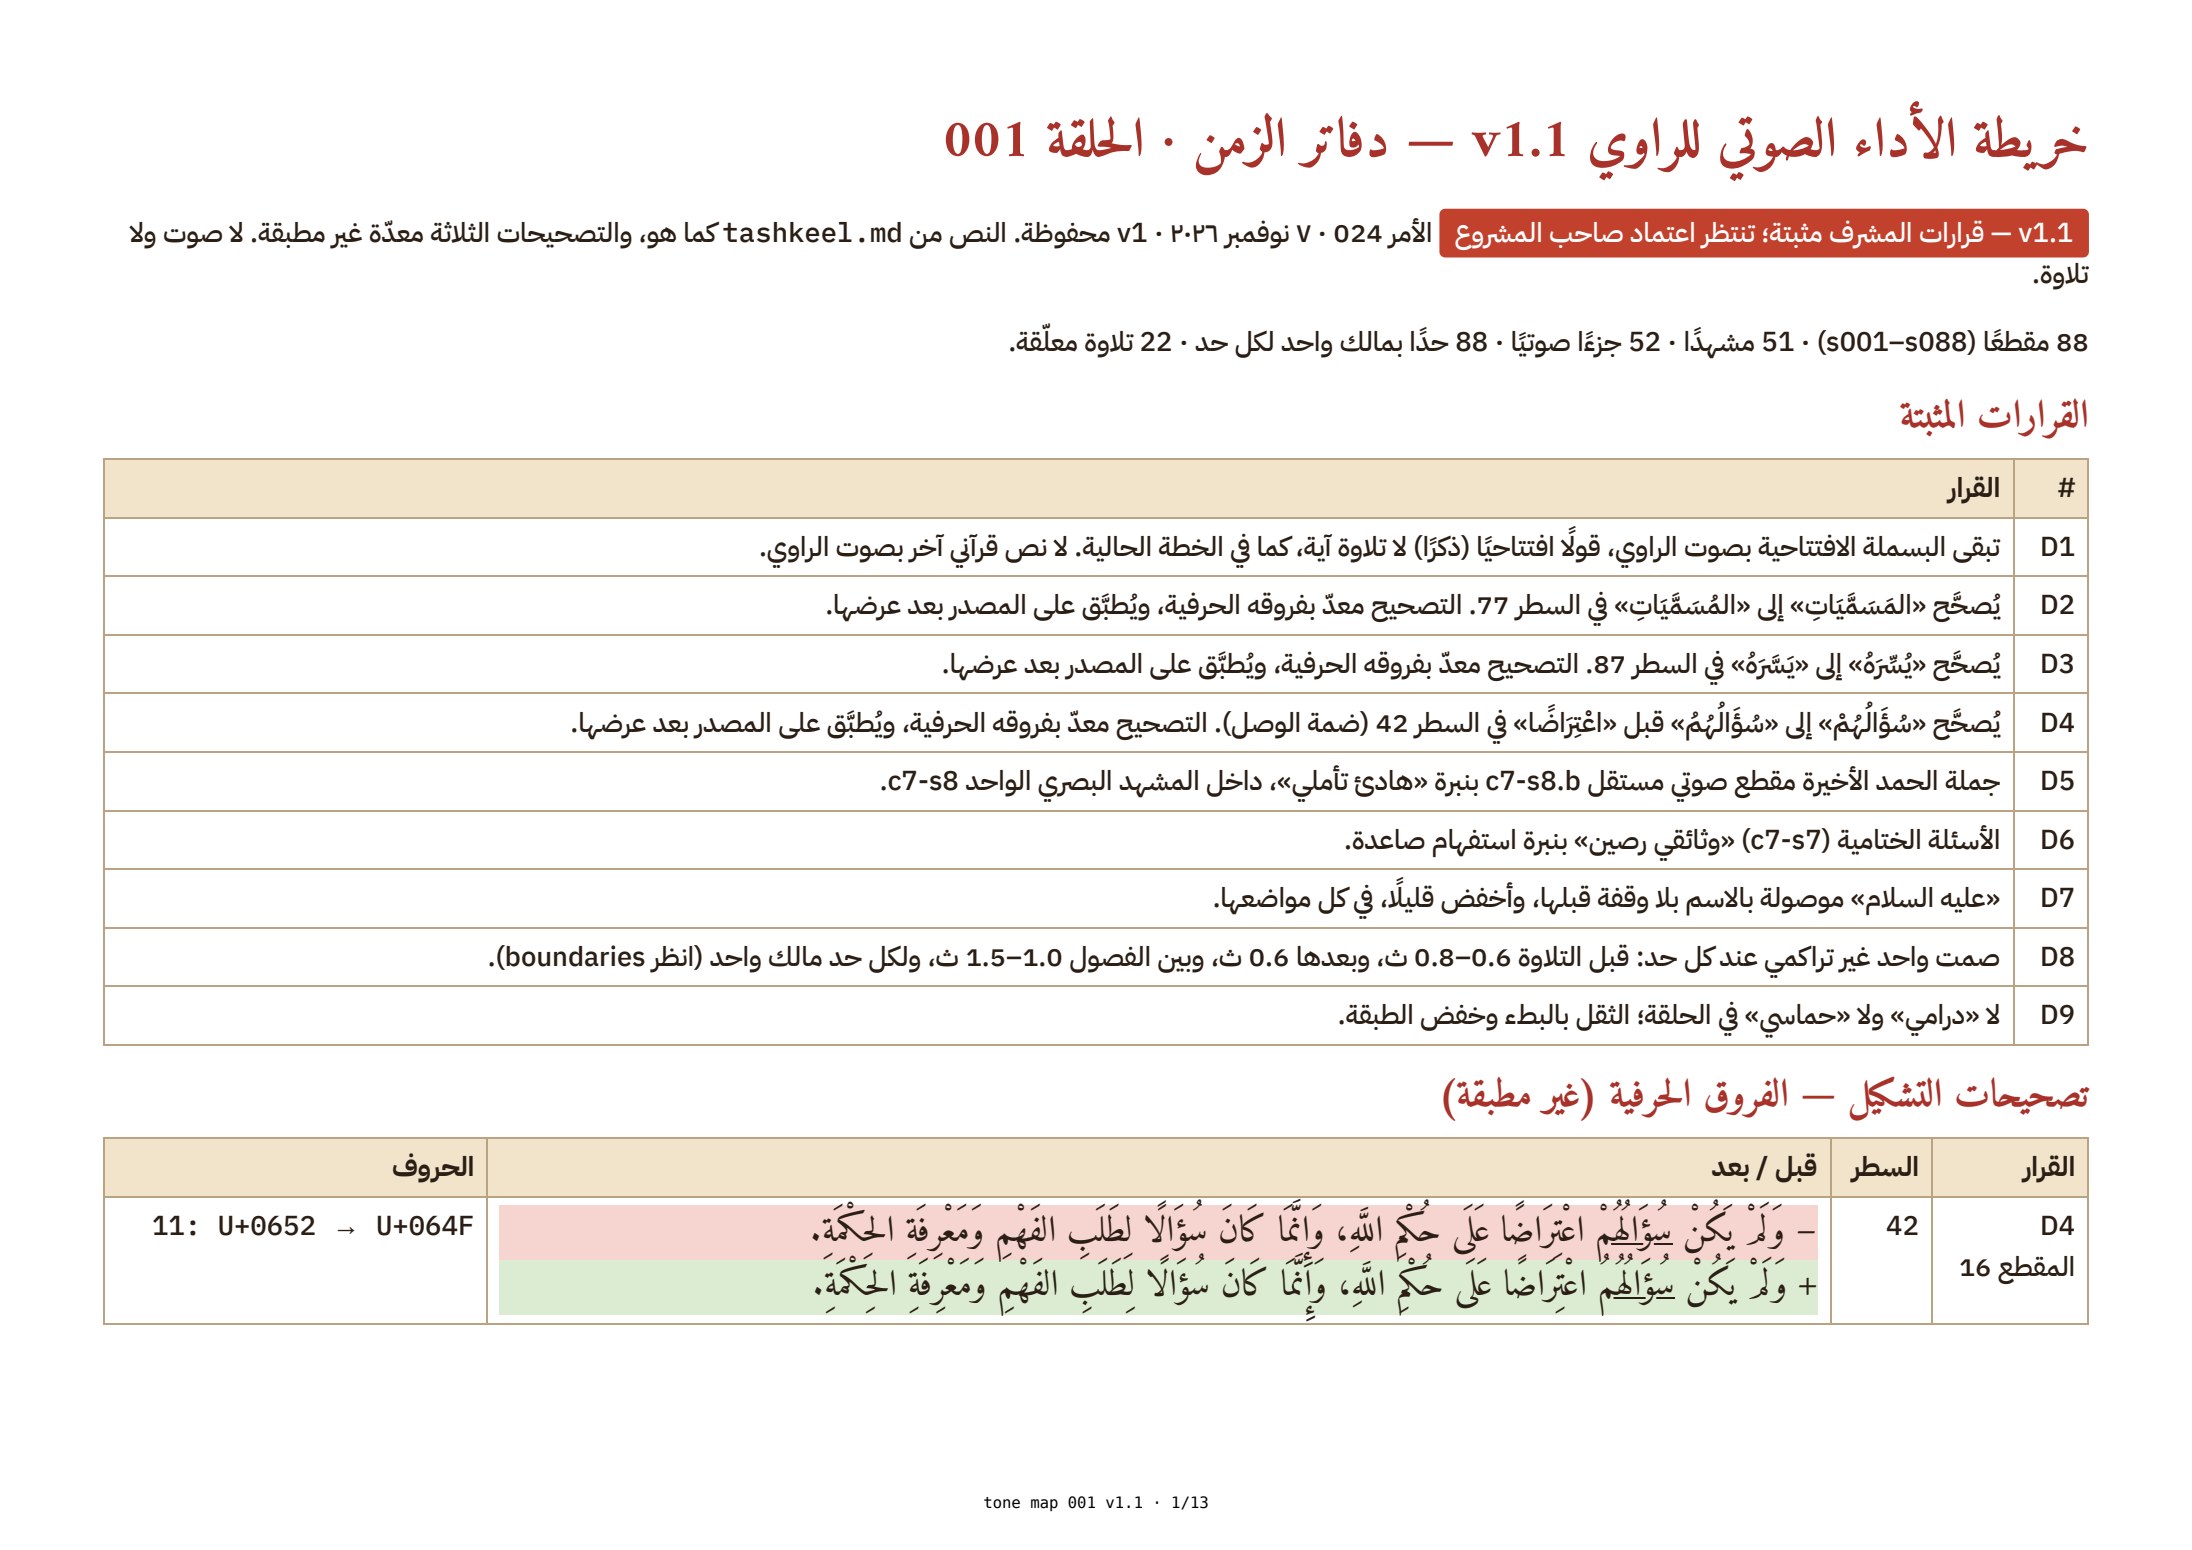 خريطة الأداء الصوتي للراوي v1.1 — دفاتر الزمن · الحلقة 001
v1.1 — قرارات المشرف مثبتة؛ تنتظر اعتماد صاحب المشروع الأمر 024 · ٧ نوفمبر ٢٠٢٦ · v1 محفوظة. النص من tashkeel.md كما هو، والتصحيحات الثلاثة معدّة غير مطبقة. لا صوت ولا
تلاوة.
88 مقطعًا (s001–s088) · 51 مشهدًا · 52 جزءًا صوتيًا · 88 حدًا بمالك واحد لكل حد · 22 تلاوة معلّقة.
القرارات المثبتة
# القرار
D1 تبقى البسملة الافتتاحية بصوت الراوي، قولًا افتتاحيًا (ذكرًا) لا تلاوة آية، كما في الخطة الحالية. لا نص قرآني آخر بصوت الراوي.
D2 يُصحَّح «المَسَمَّيَاتِ» إلى «المُسَمَّيَاتِ» في السطر 77. التصحيح معدّ بفروقه الحرفية، ويُطبَّق على المصدر بعد عرضها.
D3 يُصحَّح «يُسِّرَهُ» إلى «يَسَّرَهُ» في السطر 87. التصحيح معدّ بفروقه الحرفية، ويُطبَّق على المصدر بعد عرضها.
D4 يُصحَّح «سُؤَالُهُمْ» إلى «سُؤَالُهُمُ» قبل «اعْتِرَاضًا» في السطر 42 (ضمة الوصل). التصحيح معدّ بفروقه الحرفية، ويُطبَّق على المصدر بعد عرضها.
D5 جملة الحمد الأخيرة مقطع صوتي مستقل c7-s8.b بنبرة «هادئ تأملي»، داخل المشهد البصري الواحد c7-s8.
D6 الأسئلة الختامية (c7-s7) «وثائقي رصين» بنبرة استفهام صاعدة.
D7 «عليه السلام» موصولة بالاسم بلا وقفة قبلها، وأخفض قليلًا، في كل مواضعها.
D8 صمت واحد غير تراكمي عند كل حد: قبل التلاوة 0.6–0.8 ث، وبعدها 0.6 ث، وبين الفصول 1.0–1.5 ث، ولكل حد مالك واحد (انظر boundaries).
D9 لا «درامي» ولا «حماسي» في الحلقة؛ الثقل بالبطء وخفض الطبقة.
تصحيحات التشكيل — الفروق الحرفية (غير مطبقة)
القرار السطر قبل / بعد الحروف
D4 42 − وَلَمْ يَكُنْ سُؤَالُهُمْ اعْتِرَاضًا عَلَى حُكْمِ اللَّهِ، وَإِنَّمَا كَانَ سُؤَالًا لِطَلَبِ الفَهْمِ وَمَعْرِفَةِ الحِكْمَةِ. 11: U+0652 → U+064F
المقطع 16 + وَلَمْ يَكُنْ سُؤَالُهُمُ اعْتِرَاضًا عَلَى حُكْمِ اللَّهِ، وَإِنَّمَا كَانَ سُؤَالًا لِطَلَبِ الفَهْمِ وَمَعْرِفَةِ الحِكْمَةِ.
tone map 001 v1.1 · 1/13